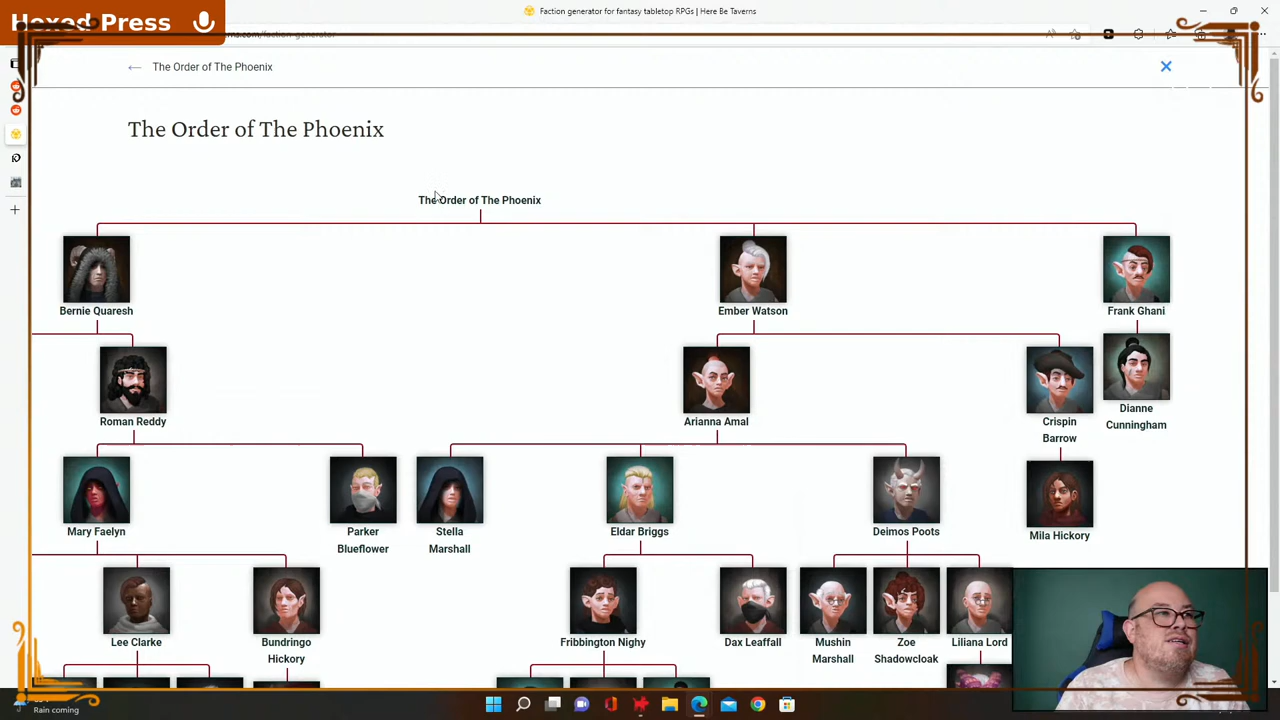 Hexed Press
Faction generator for fantasy tabletop RPGs | Here Be Taverns
The Order of The Phoenix
The Order of The Phoenix
The Order of The Phoenix
Bernie Quaresh
Ember Watson
Frank Ghani
Roman Reddy
Arianna Amal
Crispin
Barrow
Dianne
Cunningham
Mary Faelyn
Parker
Blueflower
Stella
Marshall
Eldar Briggs
Deimos Poots
Mila Hickory
Lee Clarke
Bundringo
Hickory
Fribbington Nighy
Dax Leaffall
Mushin
Marshall
Zoe
Shadowcloak
Liliana Lord
Rain coming